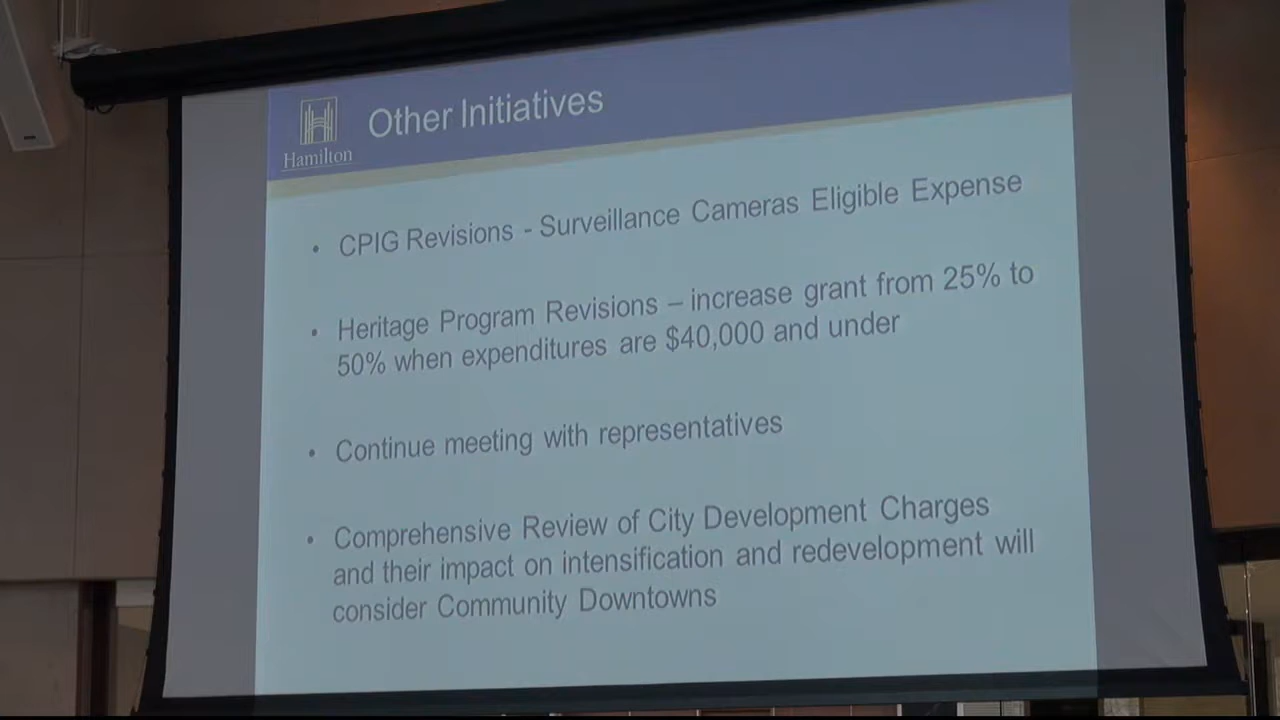 Hamilton
Other Initiatives
• CPIG Revisions - Surveillance Cameras Eligible Expense
• Heritage Program Revisions – increase grant from 25% to
50% when expenditures are $40,000 and under
• Continue meeting with representatives
• Comprehensive Review of City Development Charges
and their impact on intensification and redevelopment will
consider Community Downtowns